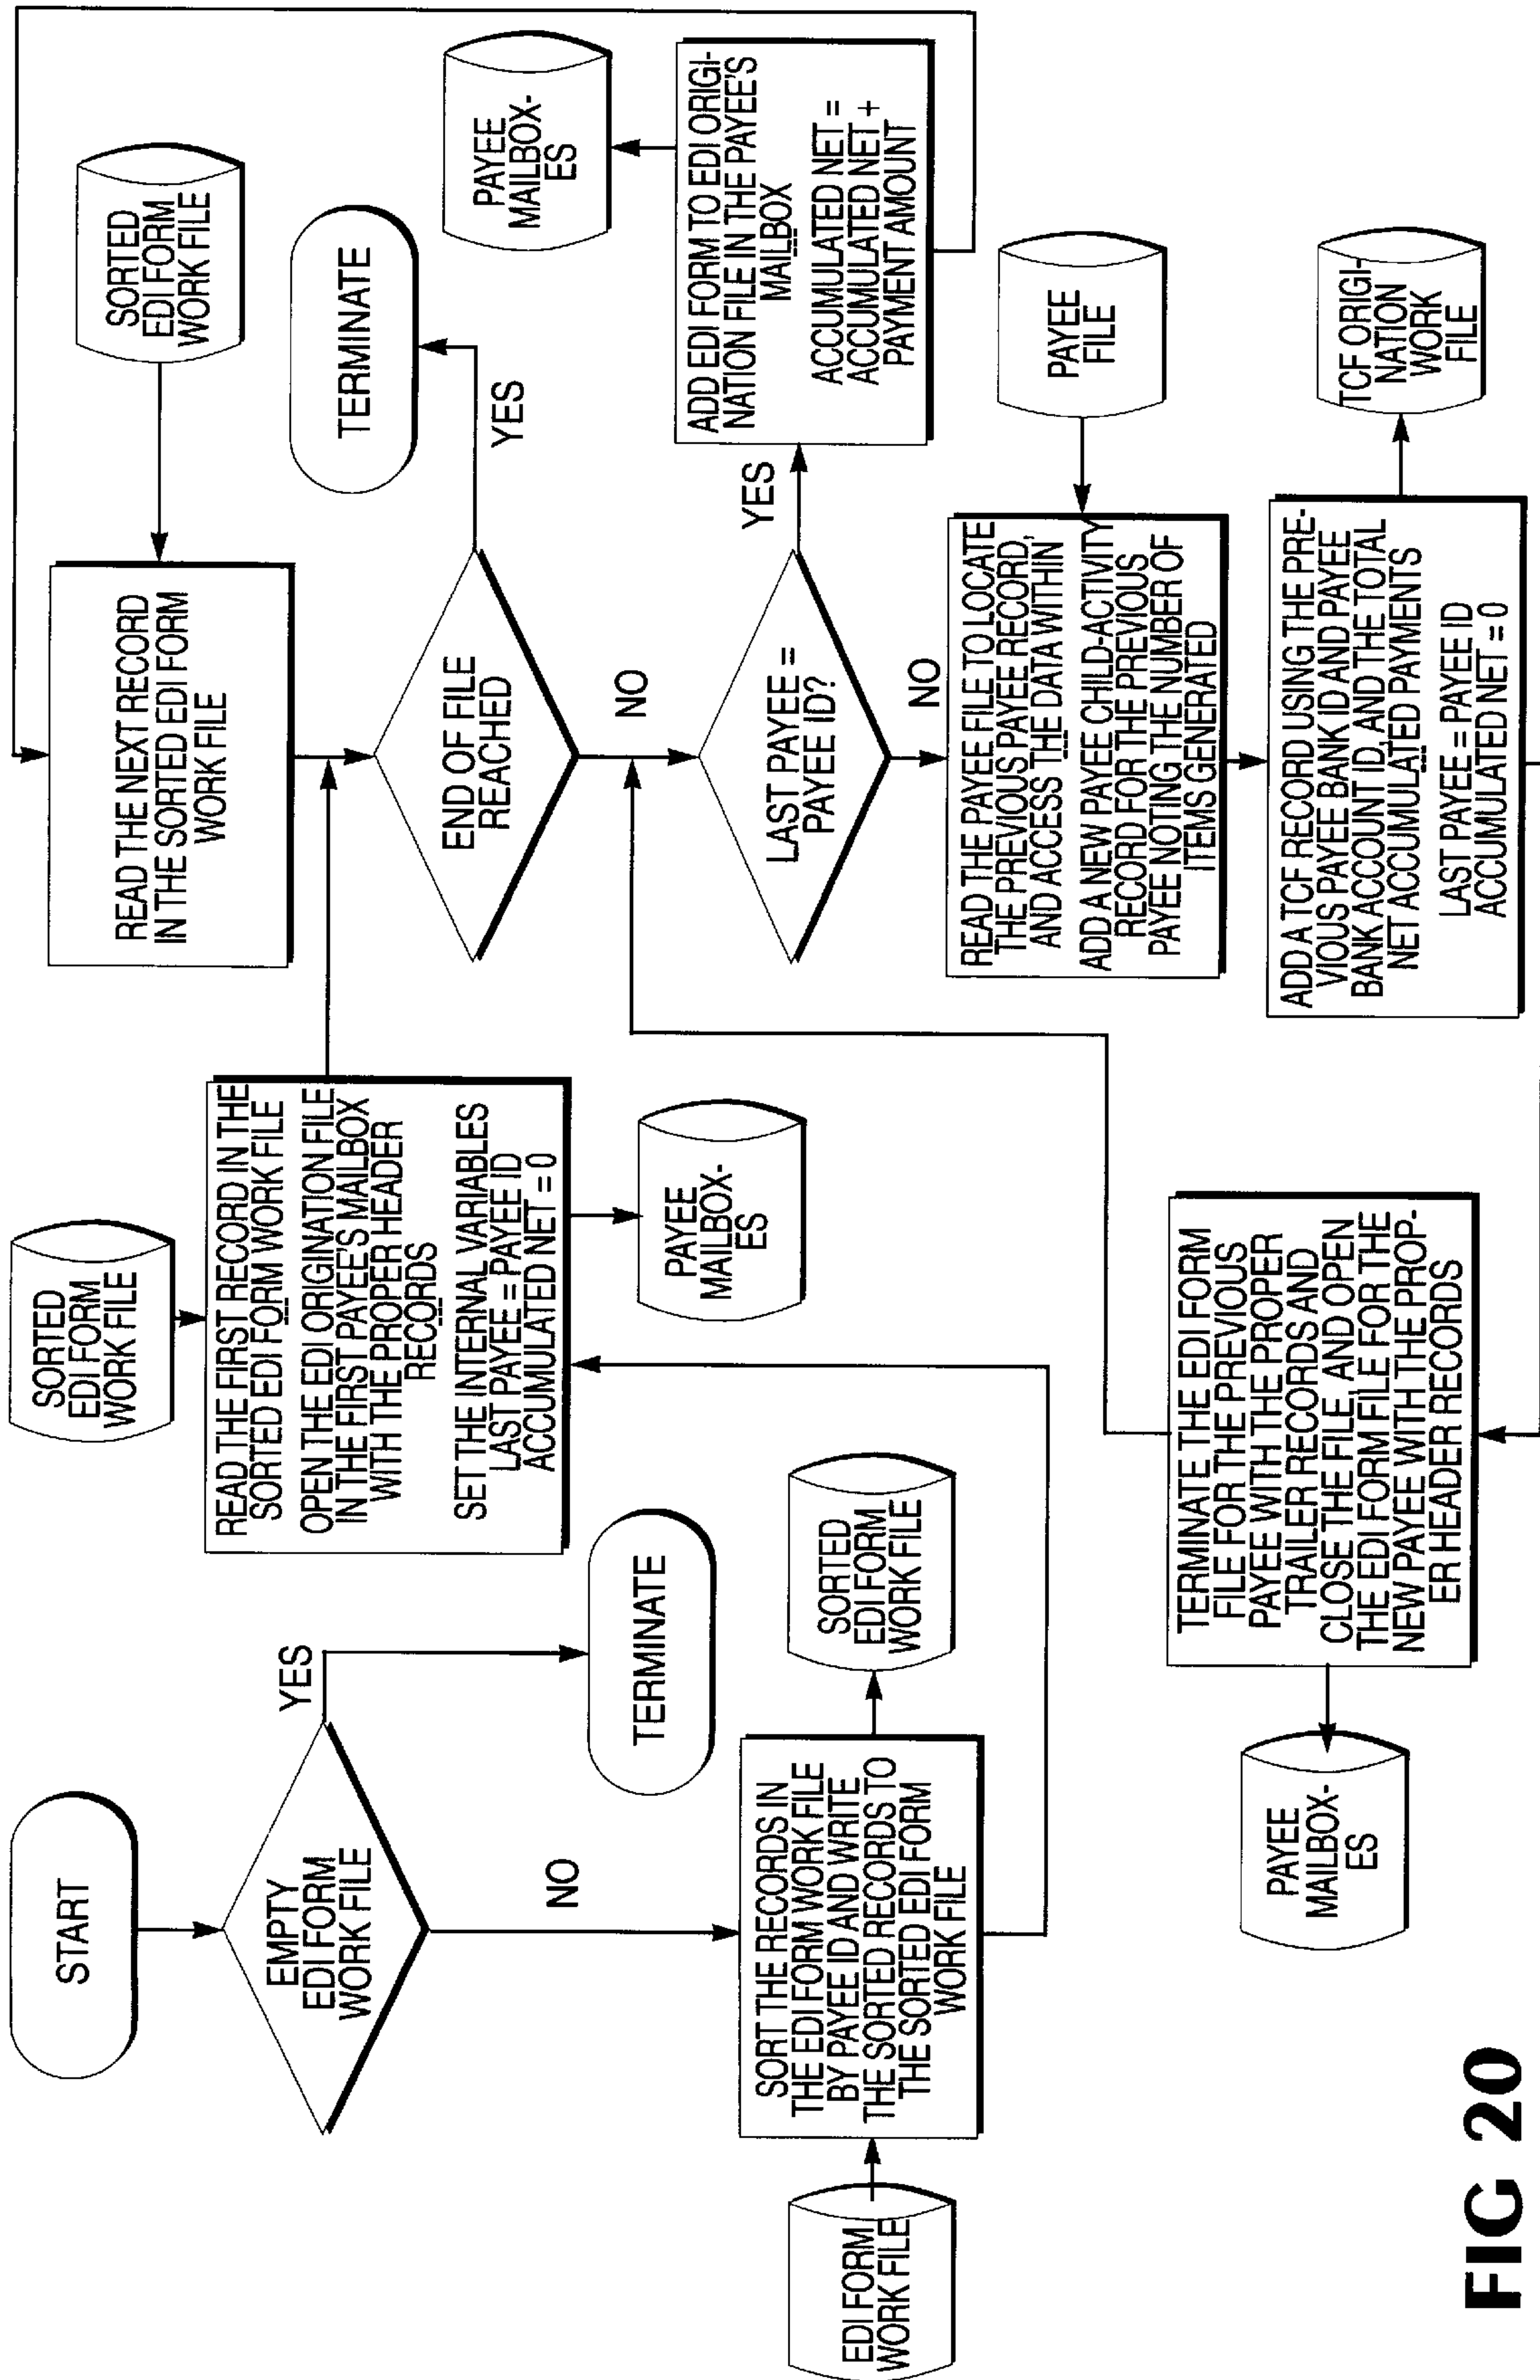 START
EMPTY
EDI FORM
WORK FILE
YES
NO
TERMINATE
EDI FORM
WORK FILE
SORT THE RECORDS IN
THE EDI FORM WORK FILE
BY PAYEE ID AND WRITE
THE SORTED RECORDS TO
THE SORTED EDI FORM
WORK FILE
SORTED
EDI FORM
WORK FILE
SORTED
EDI FORM
WORK FILE
READ THE FIRST RECORD IN THE
SORTED EDI FORM WORK FILE
OPEN THE EDI ORIGINATION FILE
IN THE FIRST PAYEE'S MAILBOX
WITH THE PROPER HEADER
RECORDS
SET THE INTERNAL VARIABLES
LAST PAYEE = PAYEE ID
ACCUMULATED NET = 0
PAYEE
MAILBOX-
ES
SORTED
EDI FORM
WORK FILE
READ THE NEXT RECORD
IN THE SORTED EDI FORM
WORK FILE
END OF FILE
REACHED
YES
TERMINATE
NO
LAST PAYEE =
PAYEE ID?
YES
ADD EDI FORM TO EDI ORIGI-
NATION FILE IN THE PAYEE'S
MAILBOX
ACCUMULATED NET =
ACCUMULATED NET +
PAYMENT AMOUNT
PAYEE
MAILBOX-
ES
NO
READ THE PAYEE FILE TO LOCATE
THE PREVIOUS PAYEE RECORD,
AND ACCESS THE DATA WITHIN
ADD A NEW PAYEE CHILD-ACTIVITY
RECORD FOR THE PREVIOUS
PAYEE NOTING THE NUMBER OF
ITEMS GENERATED
PAYEE
FILE
ADD A TCF RECORD USING THE PRE-
VIOUS PAYEE BANK ID AND PAYEE
BANK ACCOUNT ID, AND THE TOTAL
NET ACCUMULATED PAYMENTS
LAST PAYEE = PAYEE ID
ACCUMULATED NET = 0
TCF ORIGI-
NATION
WORK
FILE
TERMINATE THE EDI FORM
FILE FOR THE PREVIOUS
PAYEE WITH THE PROPER
TRAILER RECORDS AND
CLOSE THE FILE, AND OPEN
THE EDI FORM FILE FOR THE
NEW PAYEE WITH THE PROP-
ER HEADER RECORDS
PAYEE
MAILBOX-
ES
FIG 20